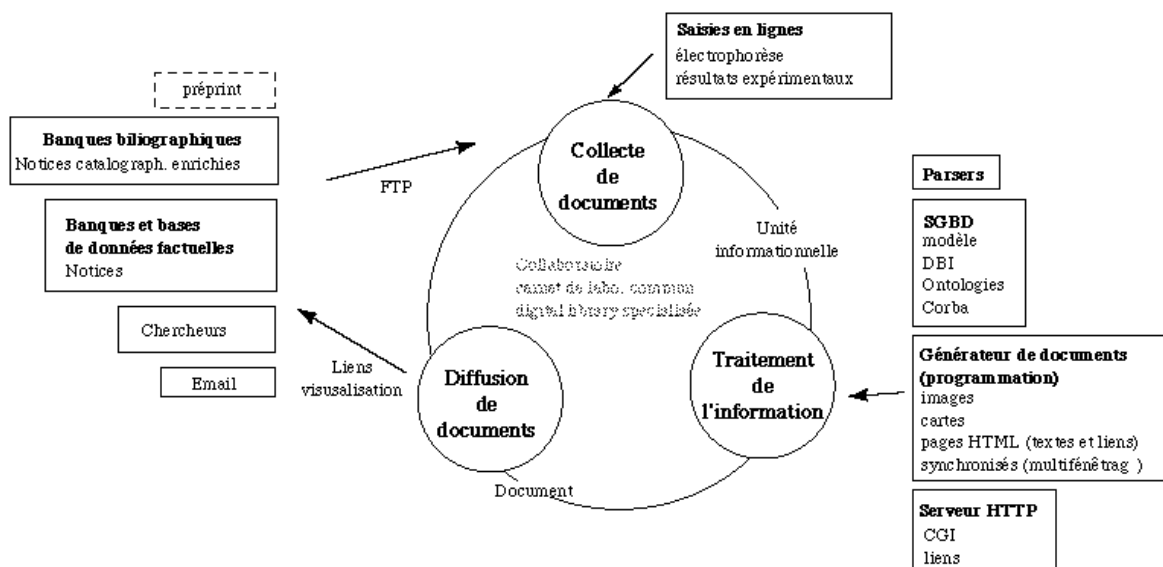 Saisies en lignes
électrophorèse
résultats expérimentaux
préprint
Banques biliographiques
Notices catalograph. enrichies
FTP
Banques et bases
de données factuelles
Notices
Chercheurs
Email
Liens
visusalisation
Collecte
de
documents
Unité
informationnelle
Collaboratoire
carnet de labo. common
digital library specialisée
Diffusion
de
documents
Traitement
de
l'information
Document
Parsers
SGBD
modèle
DBI
Ontologies
Corba
Générateur de documents
(programmation)
images
cartes
pages HTML (textes et liens)
synchronisés (multifénêtrag )
Serveur HTTP
CGI
liens